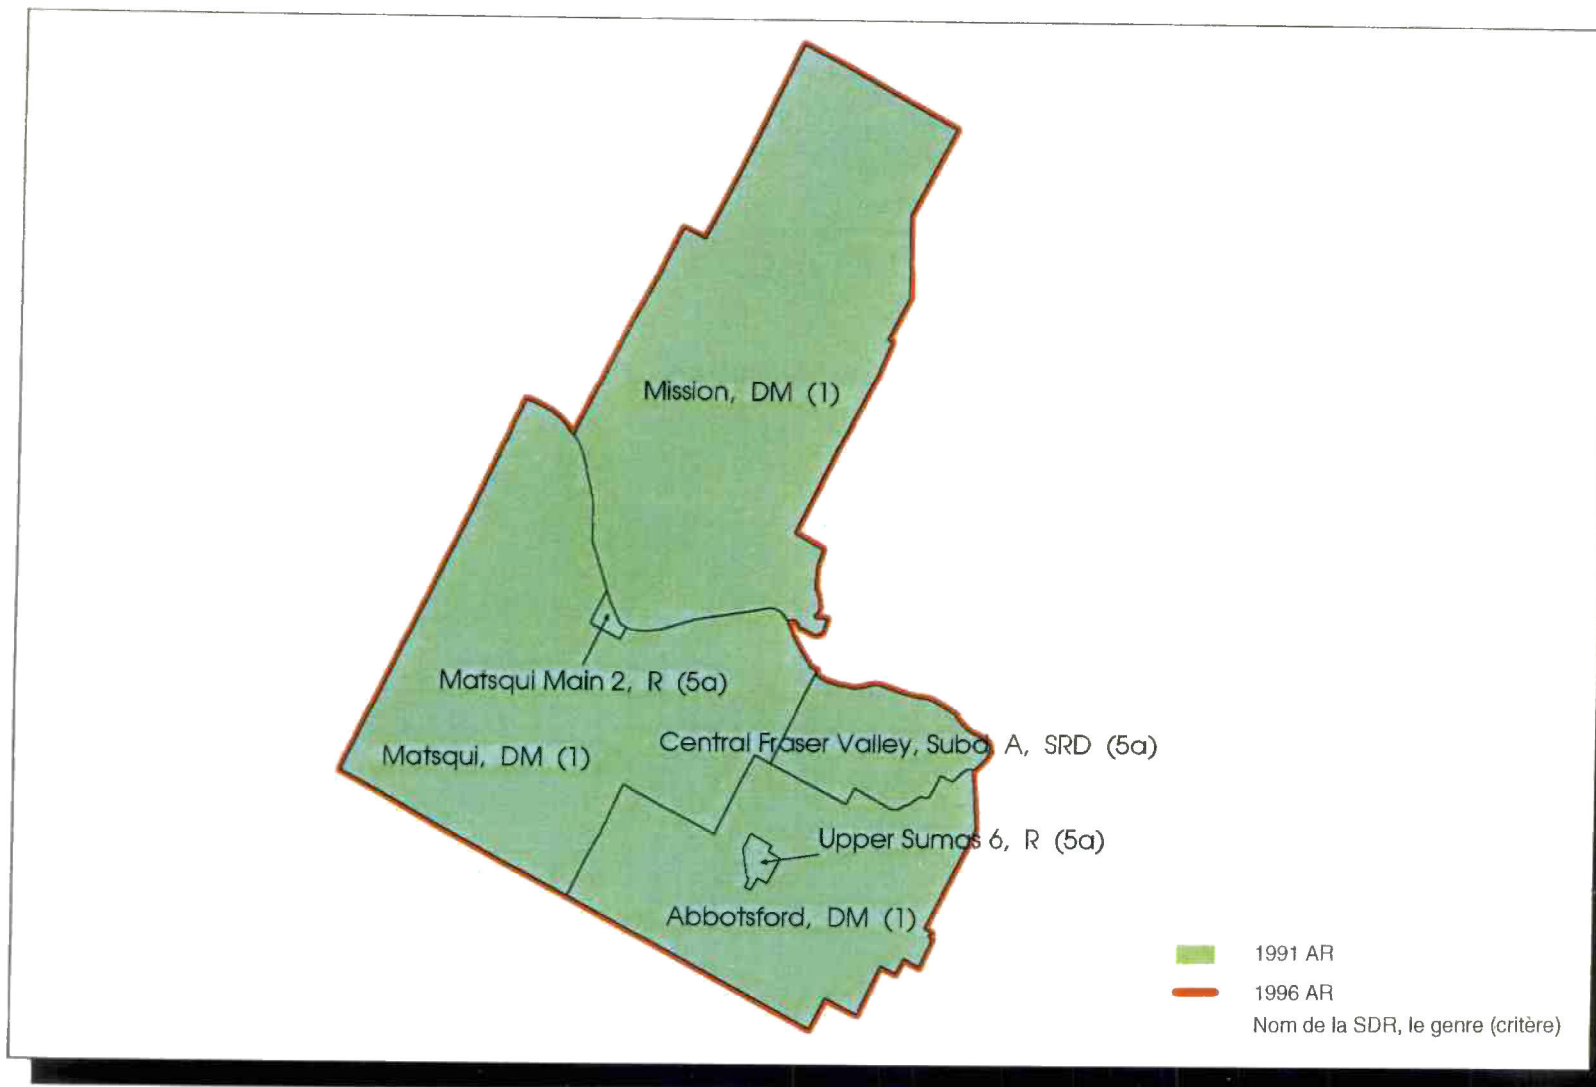 Mission, DM (1)
Matsqui Main 2, R (5a)
Central Fraser Valley, Subd. A, SRD (5a)
Matsqui, DM (1)
Upper Sumas 6, R (5a)
Abbotsford, DM (1)
1991 AR
1996 AR
Nom de la SDR, le genre (critère)